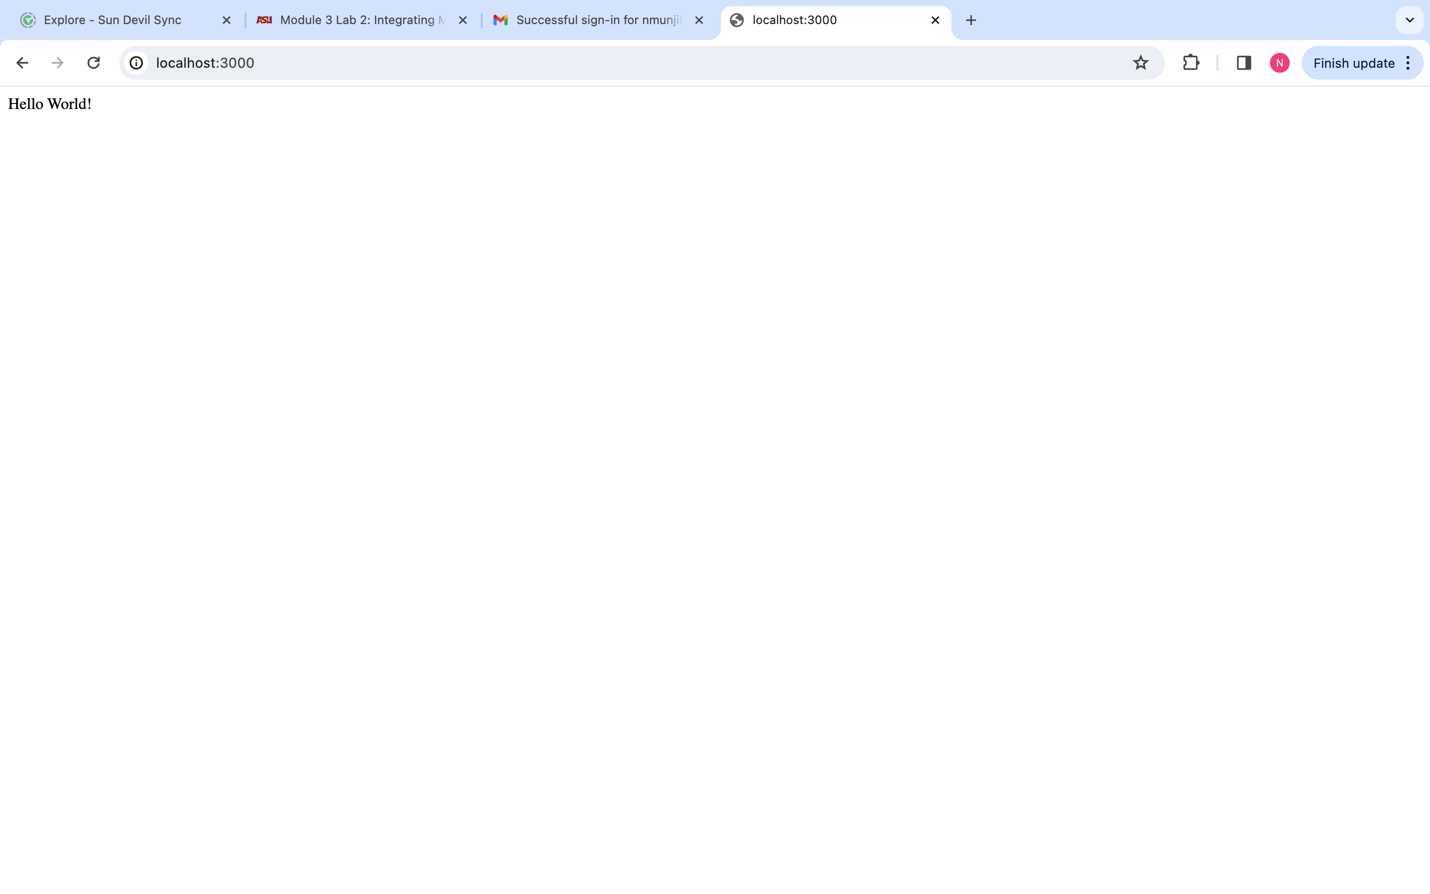 Explore - Sun Devil Sync
Module 3 Lab 2: Integrating
Successful sign-in for
localhost:3000
localhost:3000
N
Finish update
Hello World!